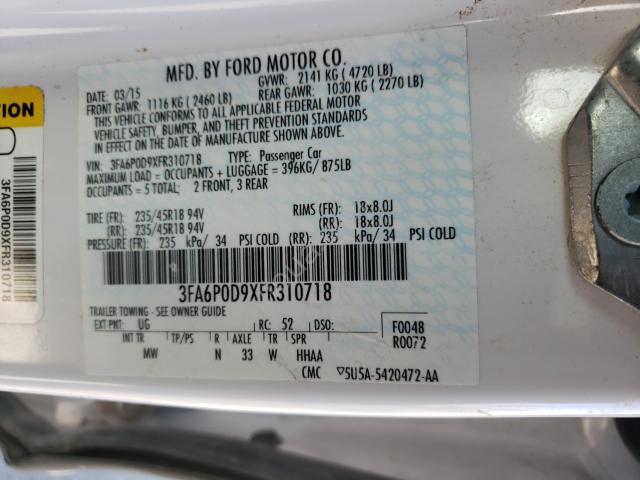 MFD. BY FORD MOTOR CO.
DATE: 03/15 GVWR: 2141 KG ( 4720 LB)
FRONT GAWR: 1116 KG ( 2460 LB) REAR GAWR: 1030 KG ( 2270 LB)
THIS VEHICLE CONFORMS TO ALL APPLICABLE FEDERAL MOTOR
VEHICLE SAFETY, BUMPER, AND THEFT PREVENTION STANDARDS
IN EFFECT ON THE DATE OF MANUFACTURE SHOWN ABOVE.
VIN: 3FA6P0D9XFR310718 TYPE: Passenger Car
MAXIMUM LOAD = OCCUPANTS + LUGGAGE = 396KG/ 875LB
OCCUPANTS = 5 TOTAL; 2 FRONT, 3 REAR
TIRE (FR): 235/45R18 94V RIMS (FR): 18x8.0J
(RR): 235/45R18 94V (RR): 18x8.0J
PRESSURE (FR): 235 kPa/ 34 PSI COLD (RR): 235 kPa/ 34 PSI COLD
3FA6P0D9XFR310718
TRAILER TOWING - SEE OWNER GUIDE
EXT PNT: UG RC: 52 DSO: F0048
INT TR TP/PS R AXLE TR SPR R0072
MW N 33 W HHAA
CMC ▽5U5A-5420472-AA
3FA6P0D9XFR310718